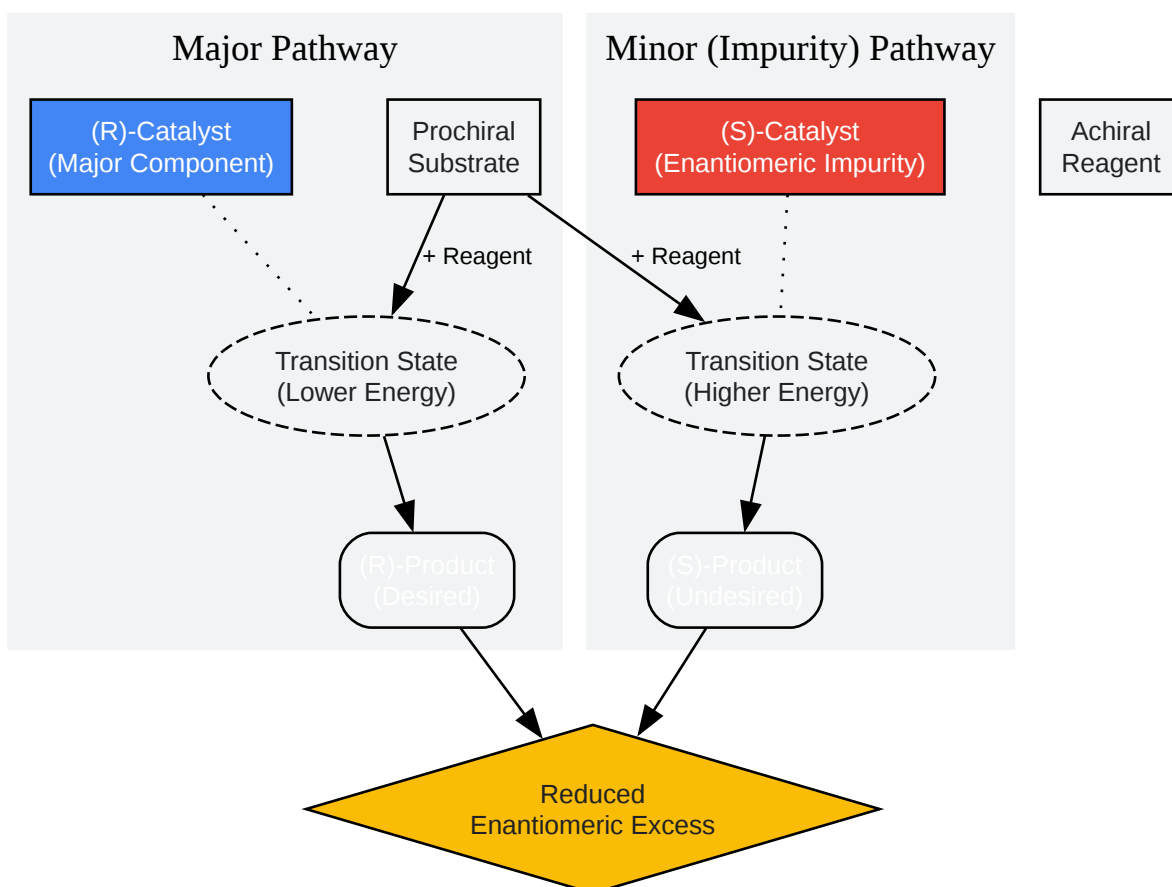 Major Pathway
Minor (Impurity) Pathway
(R)-Catalyst
(Major Component)
Prochiral
Substrate
(S)-Catalyst
(Enantiomeric Impurity)
Achiral
Reagent
+ Reagent
+ Reagent
Transition State
(Lower Energy)
Transition State
(Higher Energy)
(R)-Product
(Desired)
(S)-Product
(Undesired)
Reduced
Enantiomeric Excess